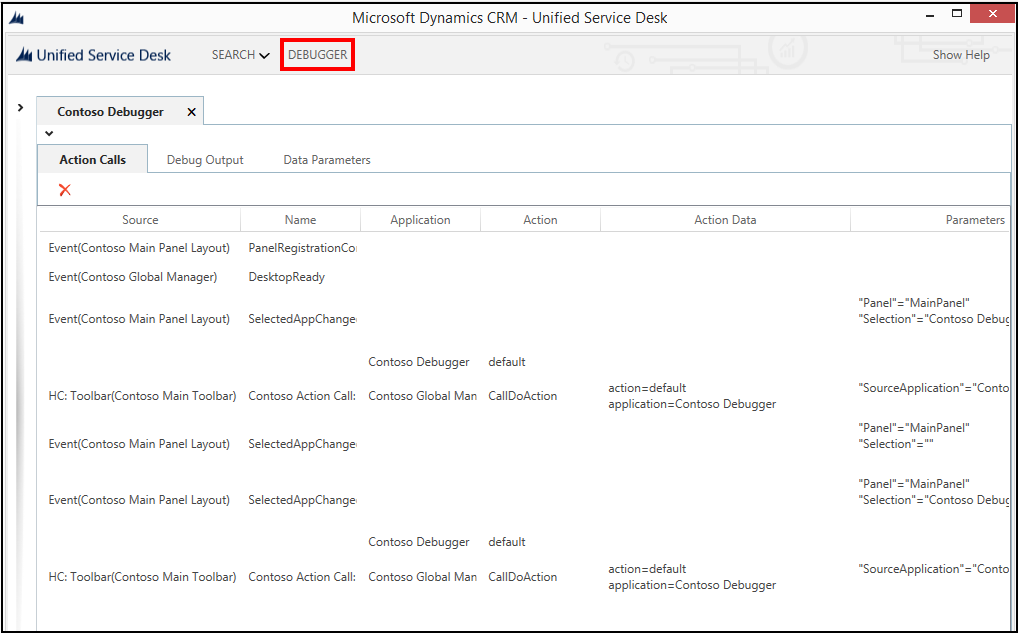 Microsoft Dynamics CRM - Unified Service Desk
Unified Service Desk SEARCH DEBUGGER Show Help
Contoso Debugger
Action Calls Debug Output Data Parameters
Source Name Application Action Action Data Parameters
Event(Contoso Main Panel Layout) PanelRegistrationCo
Event(Contoso Global Manager) DesktopReady
"Panel"="MainPanel"
Event(Contoso Main Panel Layout) SelectedAppChange "Selection"="Contoso Debug
Contoso Debugger default
action=default "SourceApplication"="Conto
HC: Toolbar(Contoso Main Toolbar) Contoso Action Call: Contoso Global Man CallDoAction
application=Contoso Debugger
"Panel"="MainPanel"
Event(Contoso Main Panel Layout) SelectedAppChange "Selection"=""
"Panel"="MainPanel"
Event(Contoso Main Panel Layout) SelectedAppChange "Selection"="Contoso Debug
Contoso Debugger default
action=default "SourceApplication"="Conto
HC: Toolbar(Contoso Main Toolbar) Contoso Action Call: Contoso Global Man CallDoAction
application=Contoso Debugger